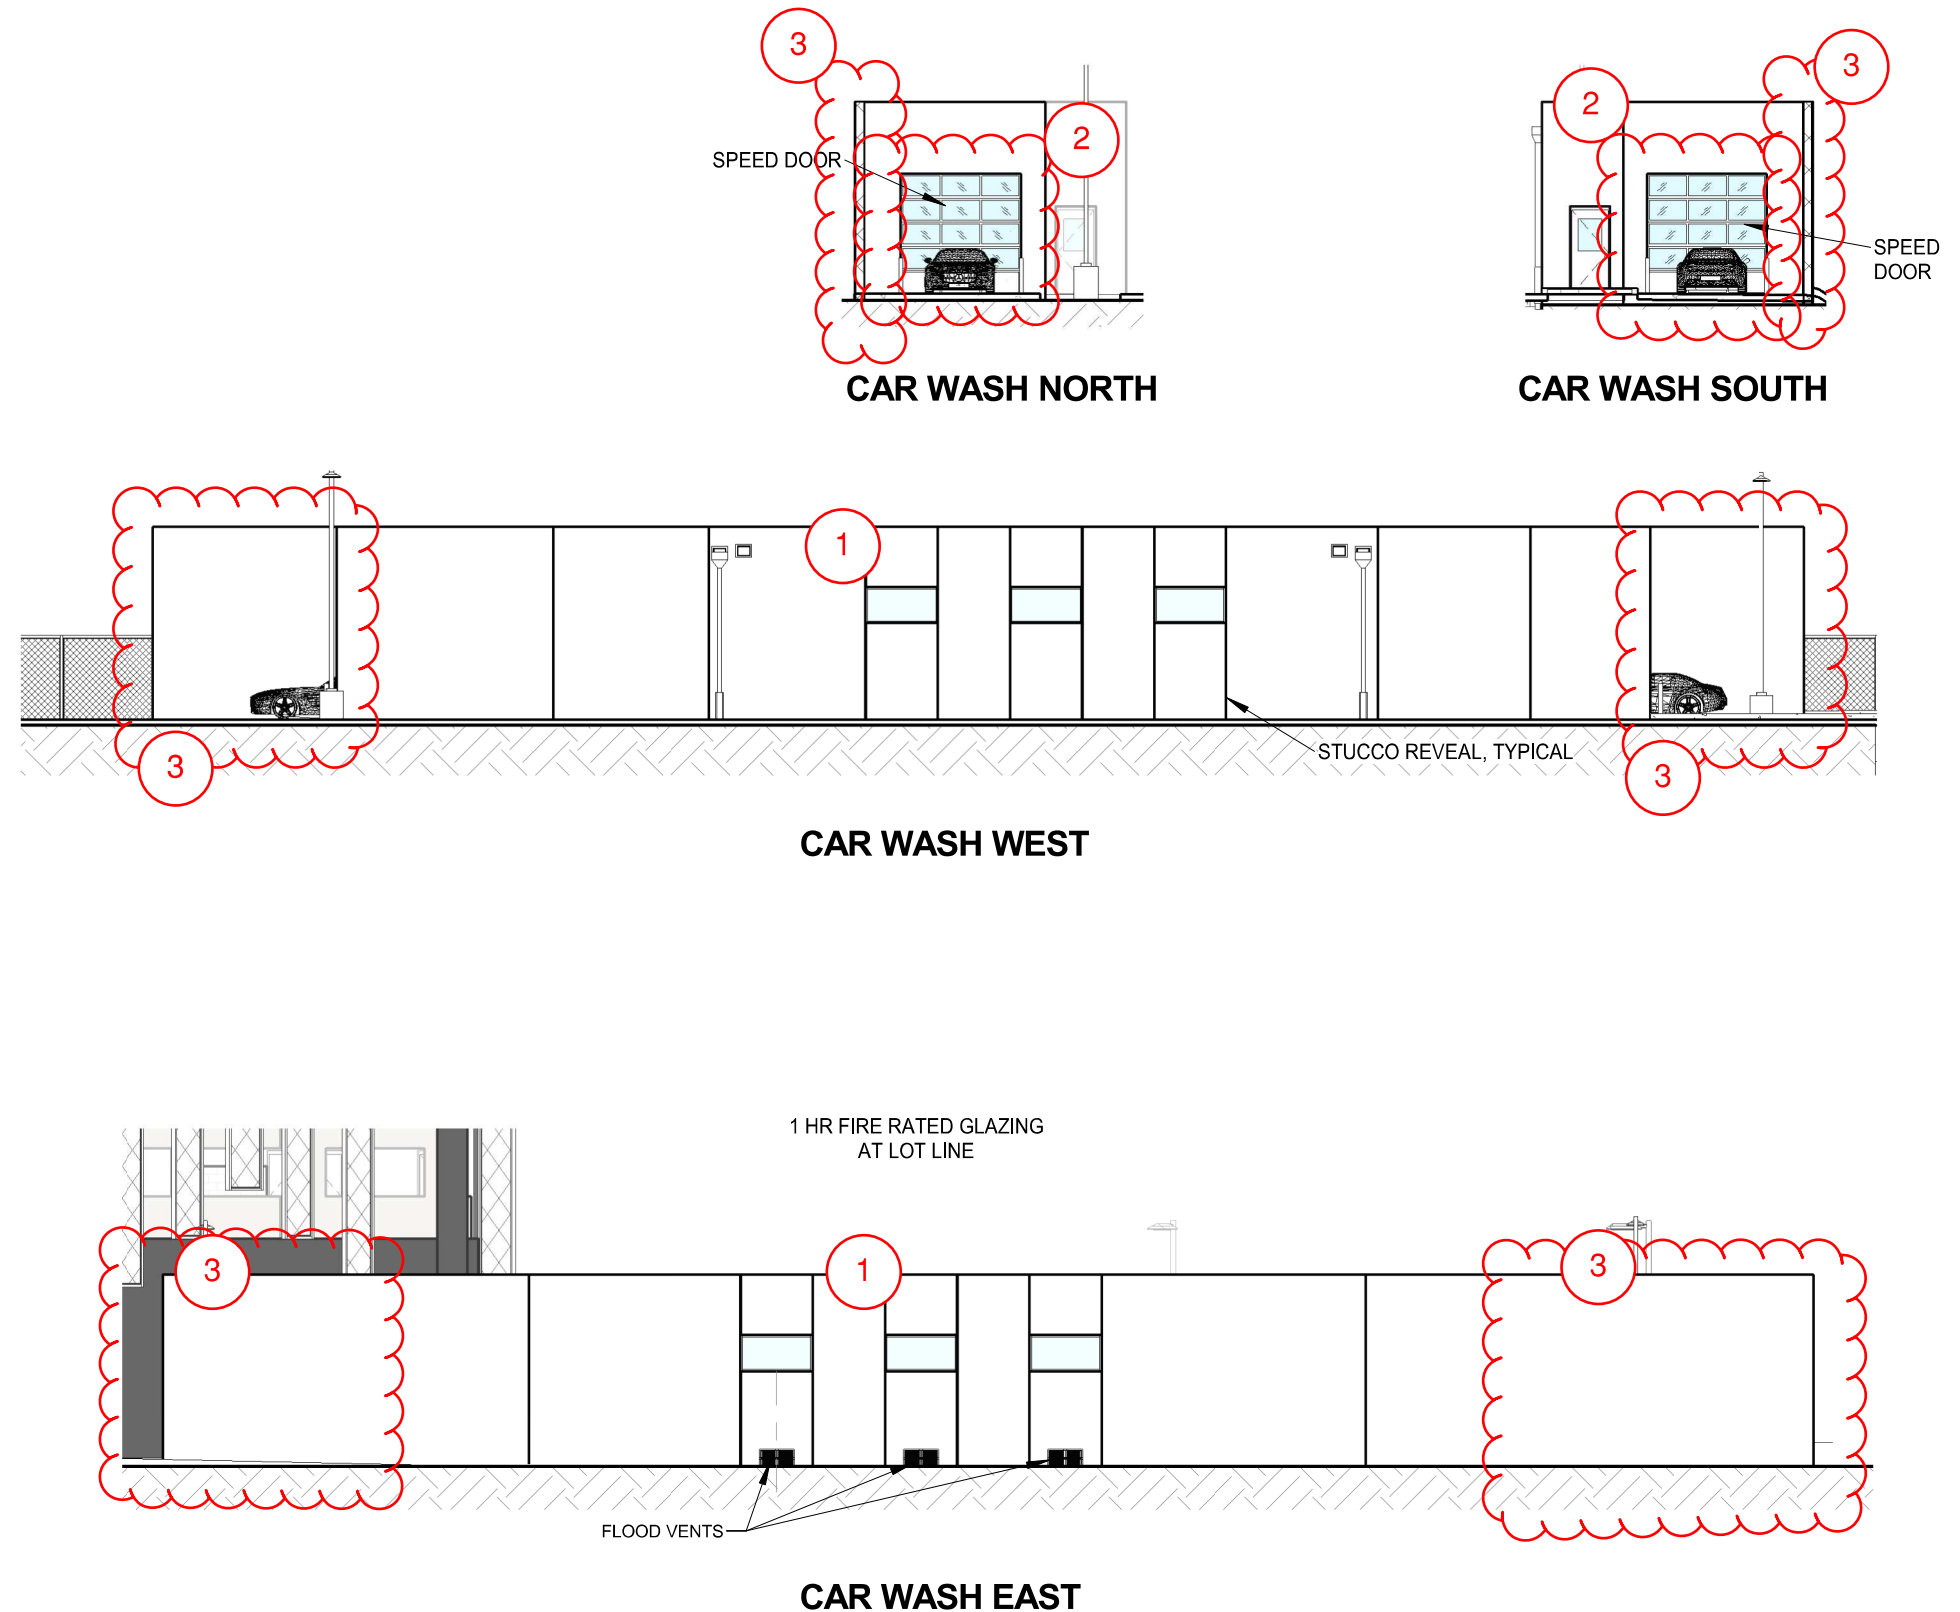 3
3
2
2
SPEED DOOR
SPEED
DOOR
CAR WASH NORTH
CAR WASH SOUTH
1
STUCCO REVEAL, TYPICAL
3
3
CAR WASH WEST
1 HR FIRE RATED GLAZING
AT LOT LINE
3
1
3
FLOOD VENTS
CAR WASH EAST